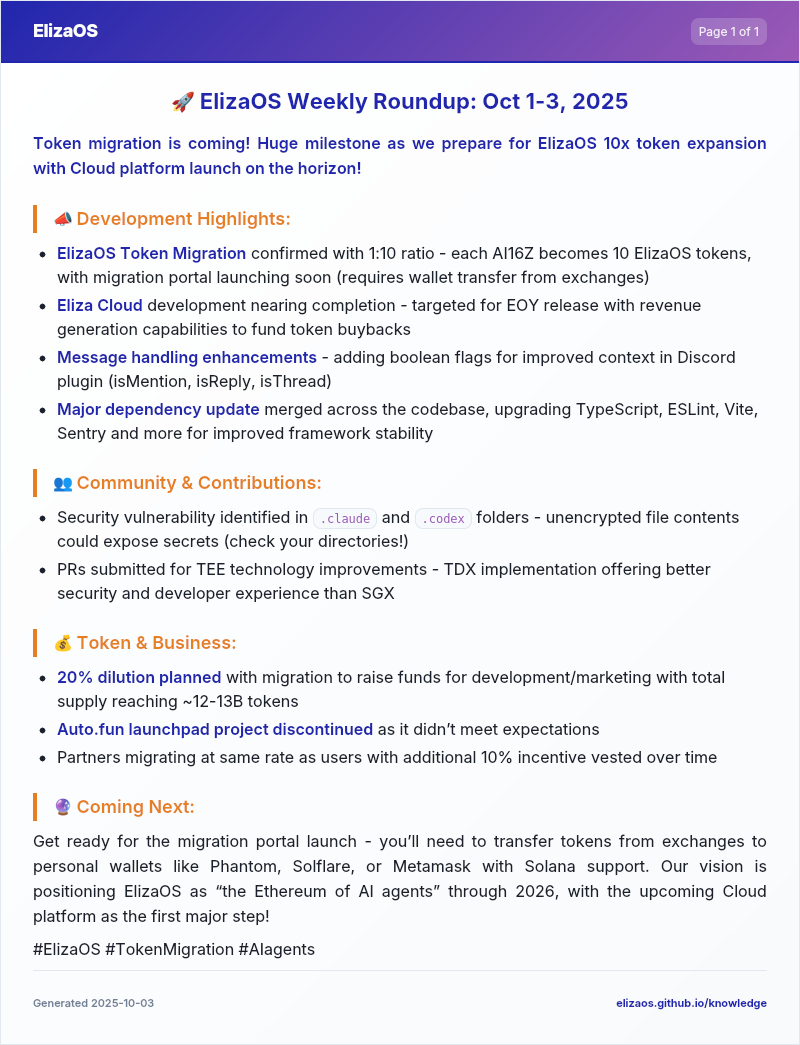 ElizaOS
Page 1 of 1
🚀 ElizaOS Weekly Roundup: Oct 1-3, 2025
Token migration is coming! Huge milestone as we prepare for ElizaOS 10x token expansion
with Cloud platform launch on the horizon!
📣 Development Highlights:
• ElizaOS Token Migration confirmed with 1:10 ratio - each AI16Z becomes 10 ElizaOS tokens,
with migration portal launching soon (requires wallet transfer from exchanges)
• Eliza Cloud development nearing completion - targeted for EOY release with revenue
generation capabilities to fund token buybacks
• Message handling enhancements - adding boolean flags for improved context in Discord
plugin (isMention, isReply, isThread)
• Major dependency update merged across the codebase, upgrading TypeScript, ESLint, Vite,
Sentry and more for improved framework stability
👥 Community & Contributions:
• Security vulnerability identified in .claude and .codex folders - unencrypted file contents
could expose secrets (check your directories!)
• PRs submitted for TEE technology improvements - TDX implementation offering better
security and developer experience than SGX
💰 Token & Business:
• 20% dilution planned with migration to raise funds for development/marketing with total
supply reaching ~12-13B tokens
• Auto.fun launchpad project discontinued as it didn’t meet expectations
• Partners migrating at same rate as users with additional 10% incentive vested over time
🔮 Coming Next:
Get ready for the migration portal launch - you’ll need to transfer tokens from exchanges to
personal wallets like Phantom, Solflare, or Metamask with Solana support. Our vision is
positioning ElizaOS as “the Ethereum of AI agents” through 2026, with the upcoming Cloud
platform as the first major step!
#ElizaOS #TokenMigration #AIagents
Generated 2025-10-03
elizaos.github.io/knowledge